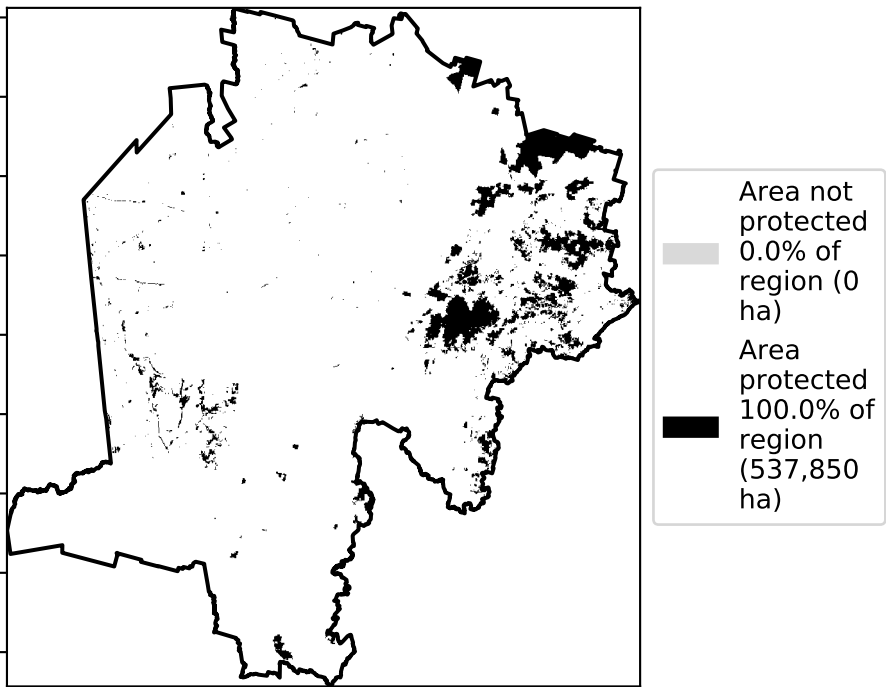 Area not
protected
0.0% of
region (0
ha)
Area
protected
100.0% of
region
(537,850
ha)